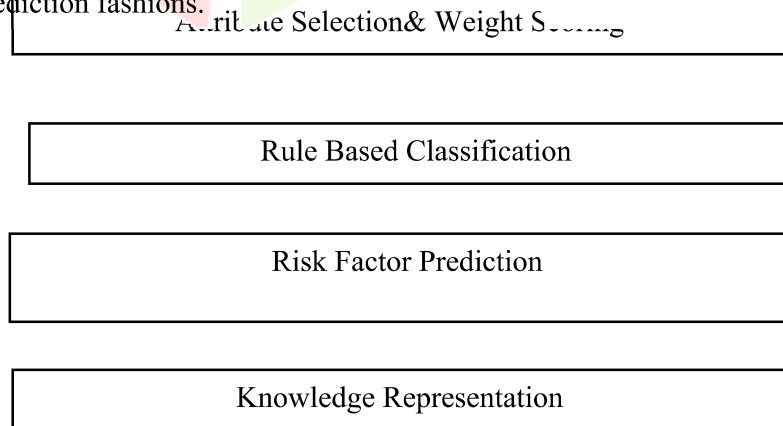 fashions.
Selection& Weight
Rule Based Classification
Risk Factor Prediction
Knowledge Representation